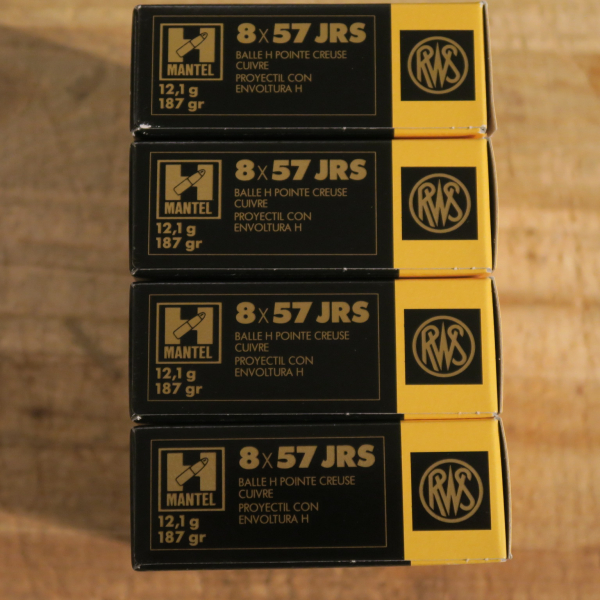 H
MANTEL
12,1 g
187 gr
8x57 JRS
BALLE H POINTE CREUSE
CUIVRE
PROYECTIL CON
ENVOLTURA H
RWS
H
MANTEL
12,1 g
187 gr
8x57 JRS
BALLE H POINTE CREUSE
CUIVRE
PROYECTIL CON
ENVOLTURA H
RWS
H
MANTEL
12,1 g
187 gr
8x57 JRS
BALLE H POINTE CREUSE
CUIVRE
PROYECTIL CON
ENVOLTURA H
RWS
H
MANTEL
12,1 g
187 gr
8x57 JRS
BALLE H POINTE CREUSE
CUIVRE
PROYECTIL CON
ENVOLTURA H
RWS